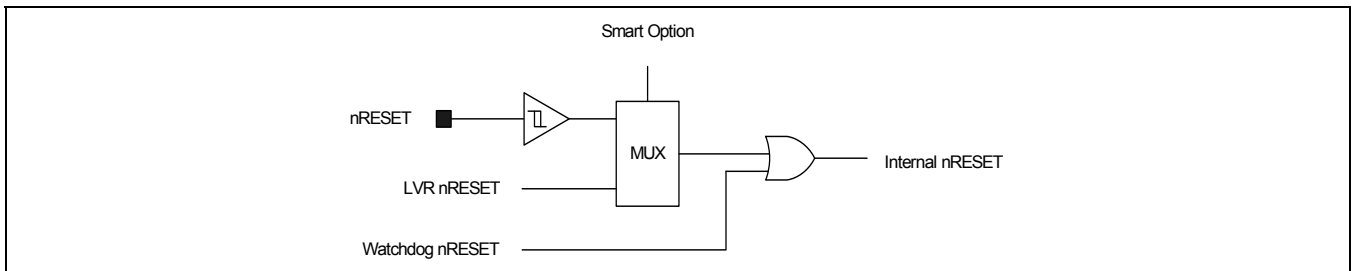 Smart Option
nRESET
MUX
Internal nRESET
LVR nRESET
Watchdog nRESET